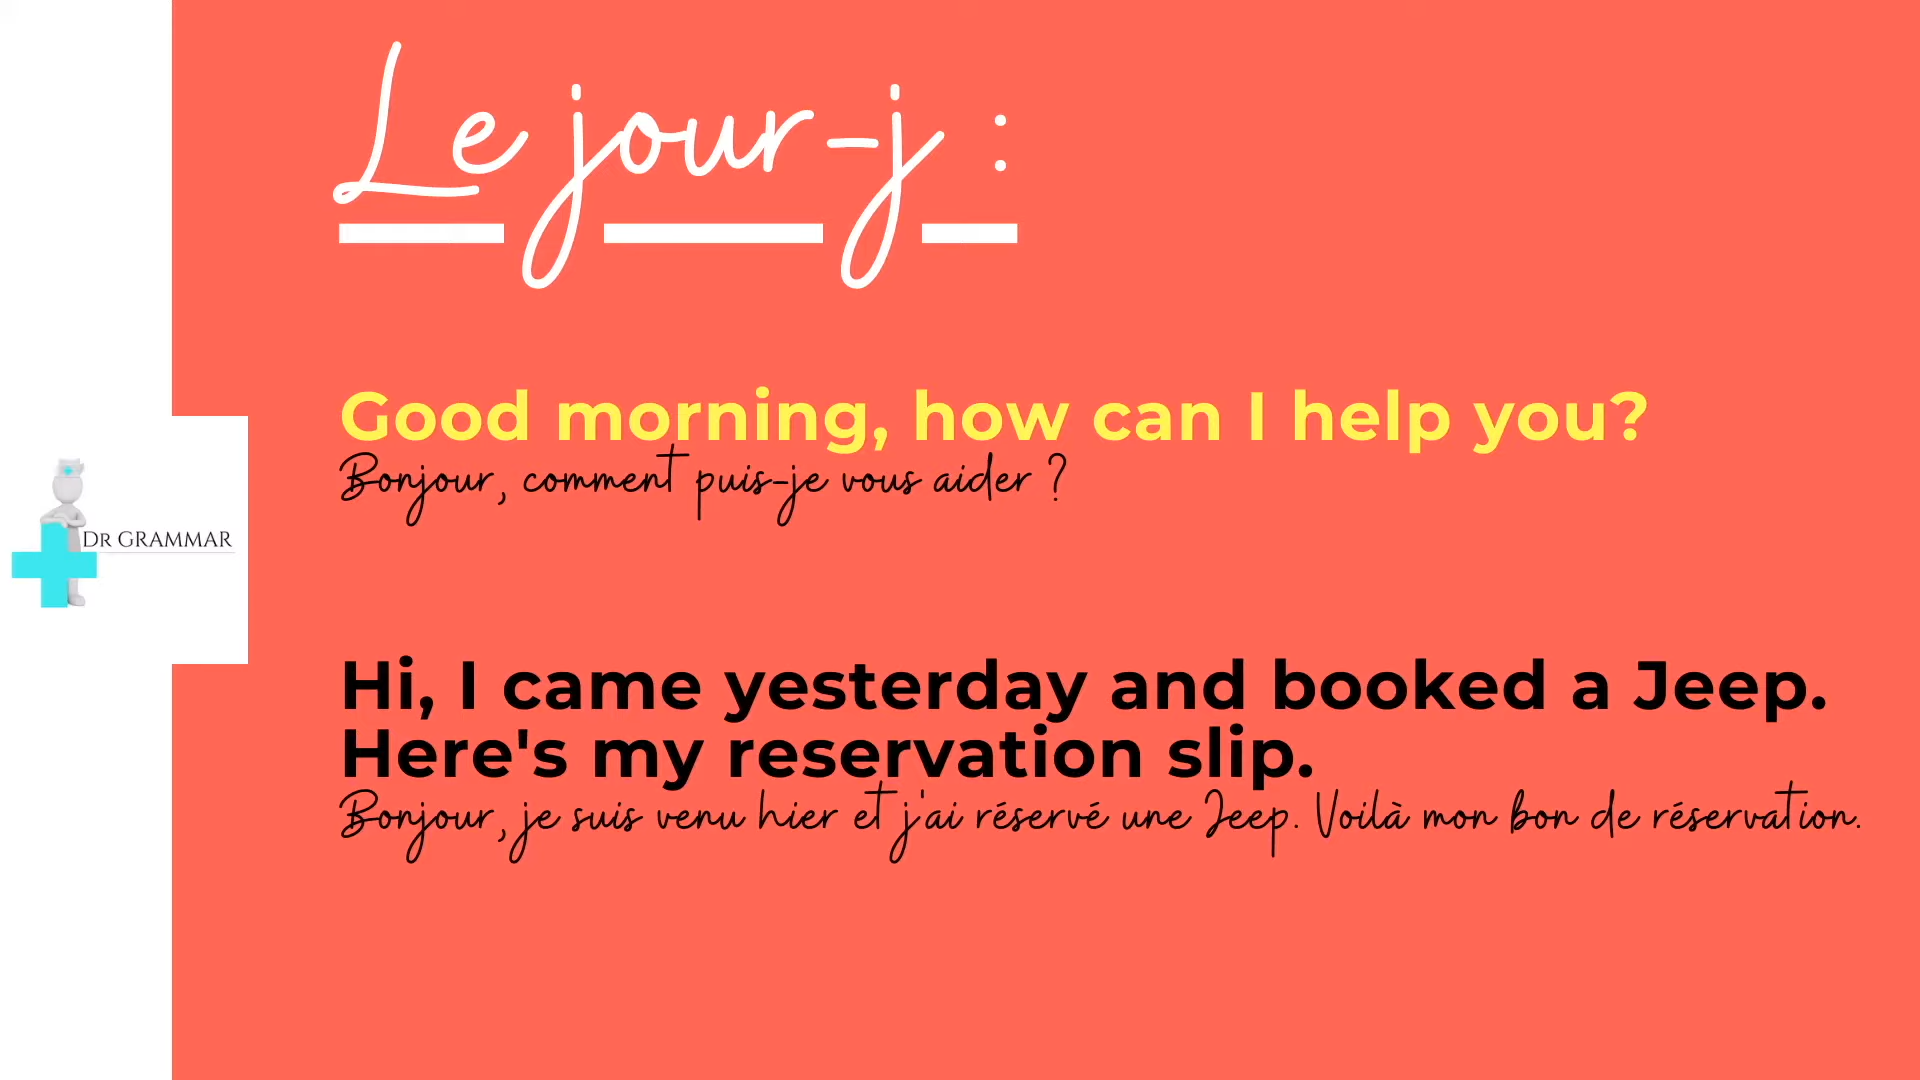 Le jour-j :
Good morning, how can I help you?
Bonjour, comment puis-je vous aider ?
DR GRAMMAR
Hi, I came yesterday and booked a Jeep.
Here's my reservation slip.
Bonjour, je suis venu hier et j'ai réservé une Jeep. Voilà mon bon de réservation.